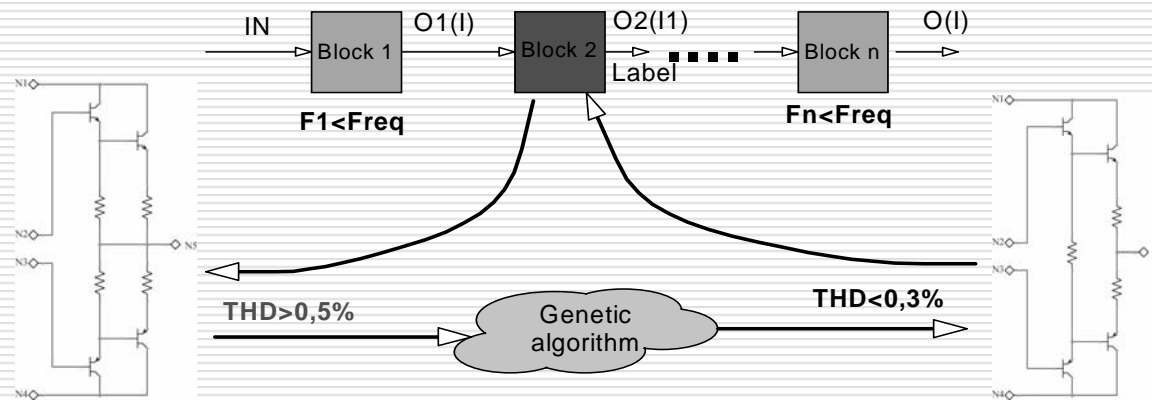 IN
O1(I)
O2(I1)
O(I)
Block 1
Block 2
Block n
Label
F1<Freq
Fn<Freq
N1
N2
N3
N4
N5
THD>0,5%
Genetic
algorithm
THD<0,3%
N1
N2
N3
N4